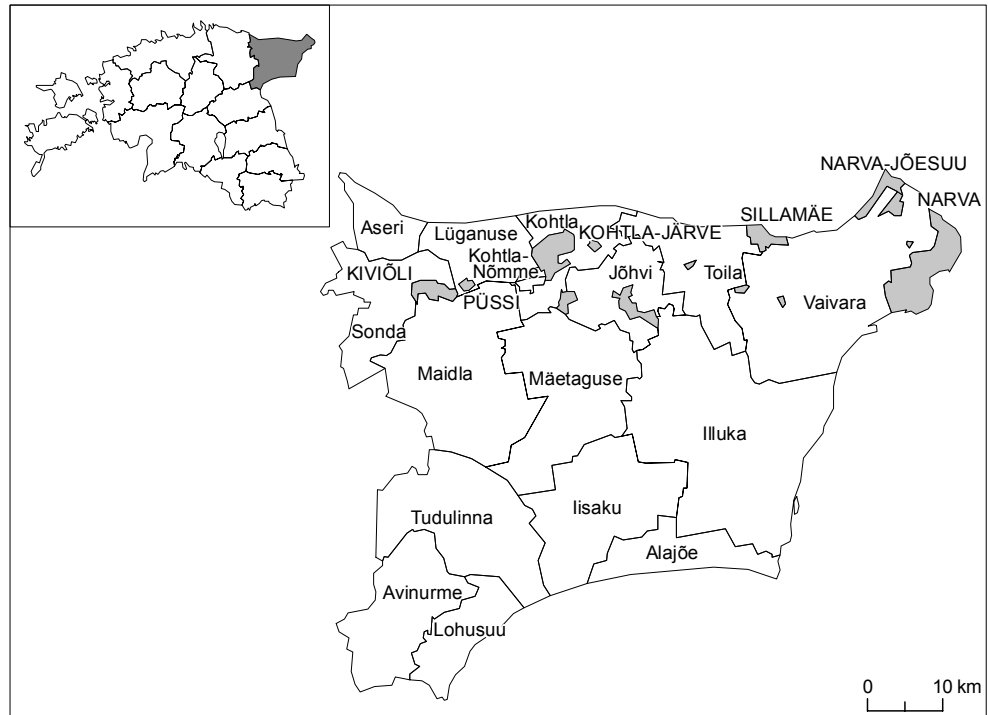 NARVA-JÕESUU
NARVA
SILLAMÄE
Aseri
Lüganuse
Kohtla
KOHTLA-JÄRVE
KIVIÕLI
Kohtla-
Nõmme
Jõhvi
Toila
PÜSSI
Vaivara
Sonda
Maidla
Mäetaguse
Illuka
Iisaku
Tudulinna
Alajõe
Avinurme
Lohusuu
0 10 km